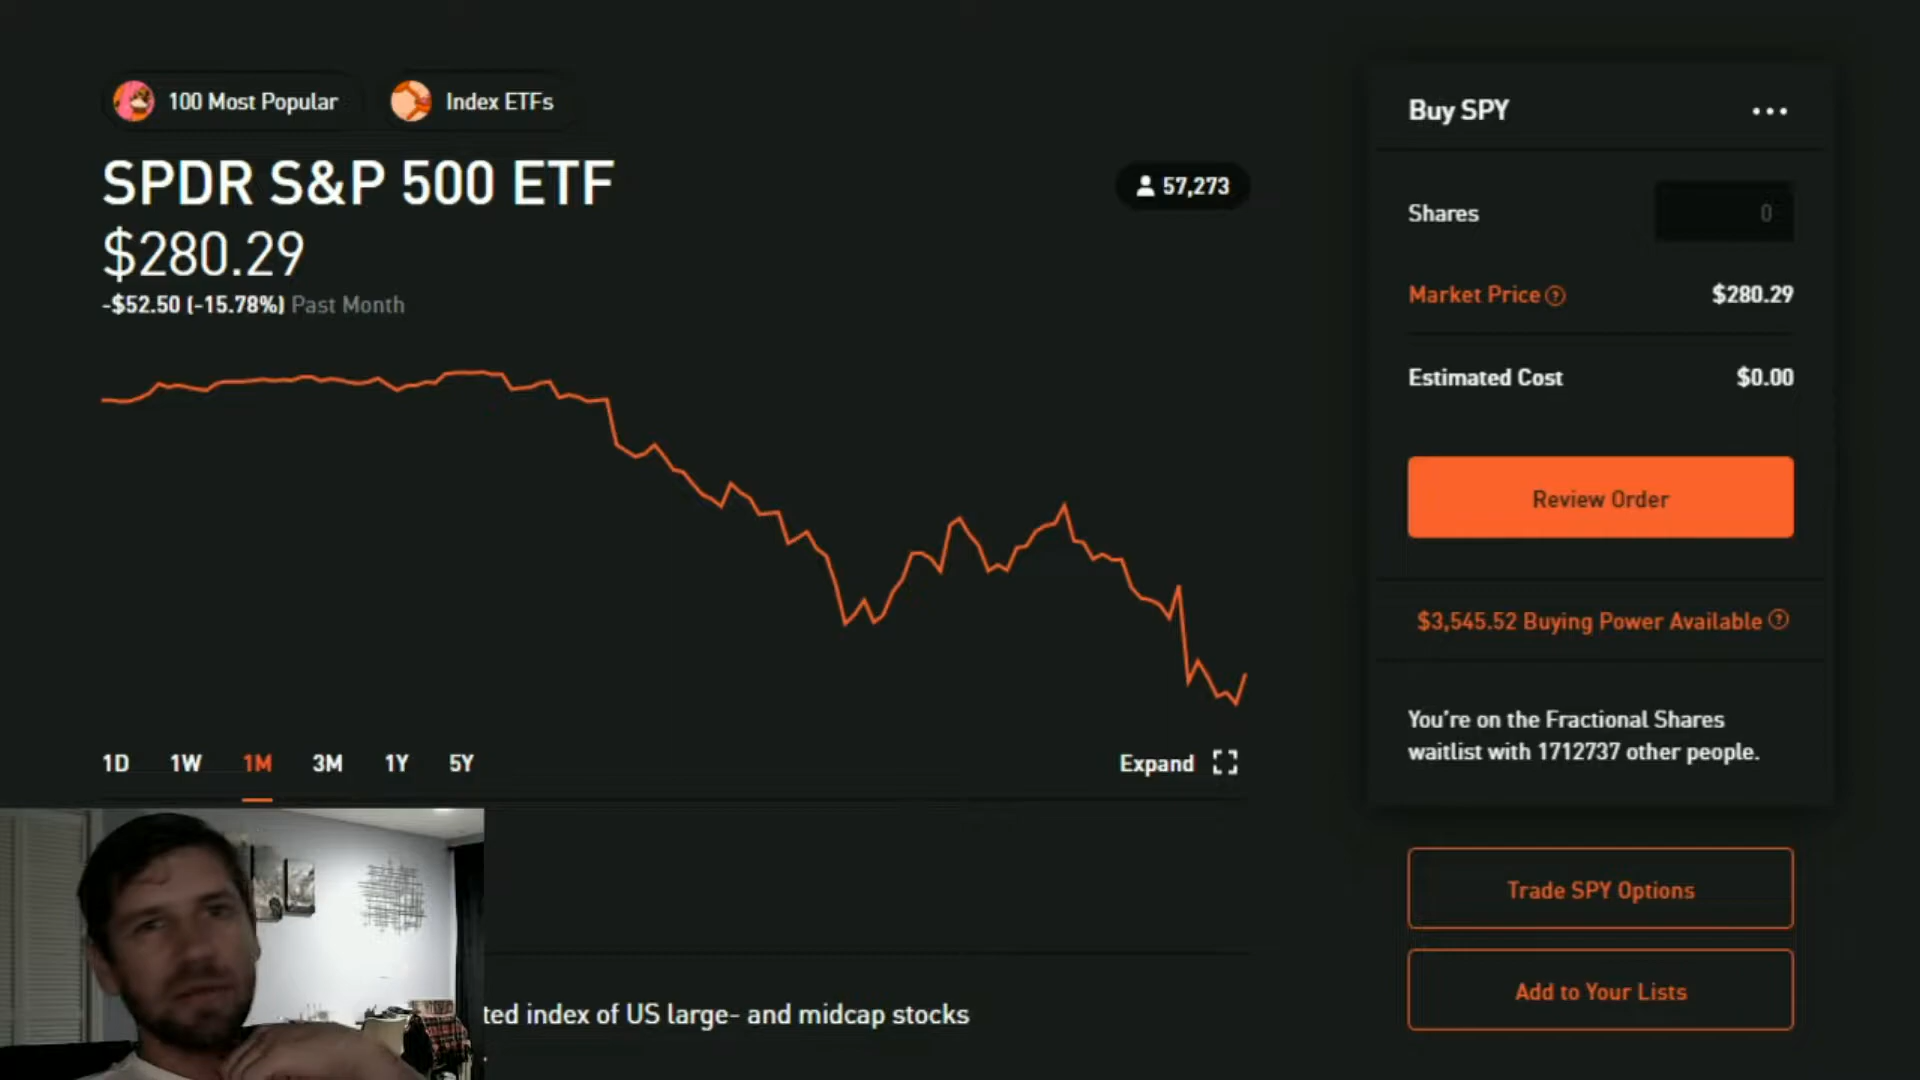 100 Most Popular
Index ETFs
SPDR S&P 500 ETF
57,273
$280.29
-$52.50 (-15.78%) Past Month
1D 1W 1M 3M 1Y 5Y
Expand
Buy SPY
Shares 0
Market Price ? $280.29
Estimated Cost $0.00
Review Order
$3,545.52 Buying Power Available ?
You're on the Fractional Shares
waitlist with 1712737 other people.
Trade SPY Options
Add to Your Lists
ted index of US large- and midcap stocks